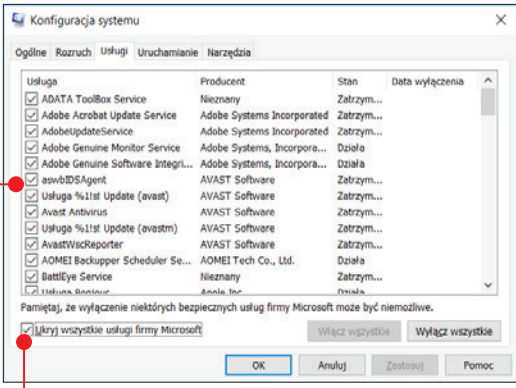 Konfiguracja systemu
Ogólne Rozruch Usługi Uruchamianie Narzędzia
Usługa Producent Stan Data wyłączenia
ADATA ToolBox Service Nieznany Zatrzym...
Adobe Acrobat Update Service Adobe Systems Incorporated Zatrzym...
AdobeUpdateService Adobe Systems Incorporated Zatrzym...
Adobe Genuine Monitor Service Adobe Systems, Incorpora... Działa
Adobe Genuine Software Integri... Adobe Systems, Incorpora... Działa
aswbIDSAgent AVAST Software Zatrzym...
Usługa %1!s! Update (avast) AVAST Software Zatrzym...
Avast Antivirus AVAST Software Zatrzym...
Usługa %1!s! Update (avastm) AVAST Software Zatrzym...
AvastWscReporter AVAST Software Zatrzym...
AOMEI Backupper Scheduler Se... AOMEI Tech Co., Ltd. Działa
BattlEye Service Nieznany Zatrzym...
Usługa Bonjour Apple Inc. Działa
Pamiętaj, że wyłączenie niektórych bezpiecznych usług firmy Microsoft może być niemożliwe.
Ukryj wszystkie usługi firmy Microsoft
Włącz wszystkie Wyłącz wszystkie
OK Anuluj Zastosuj Pomoc